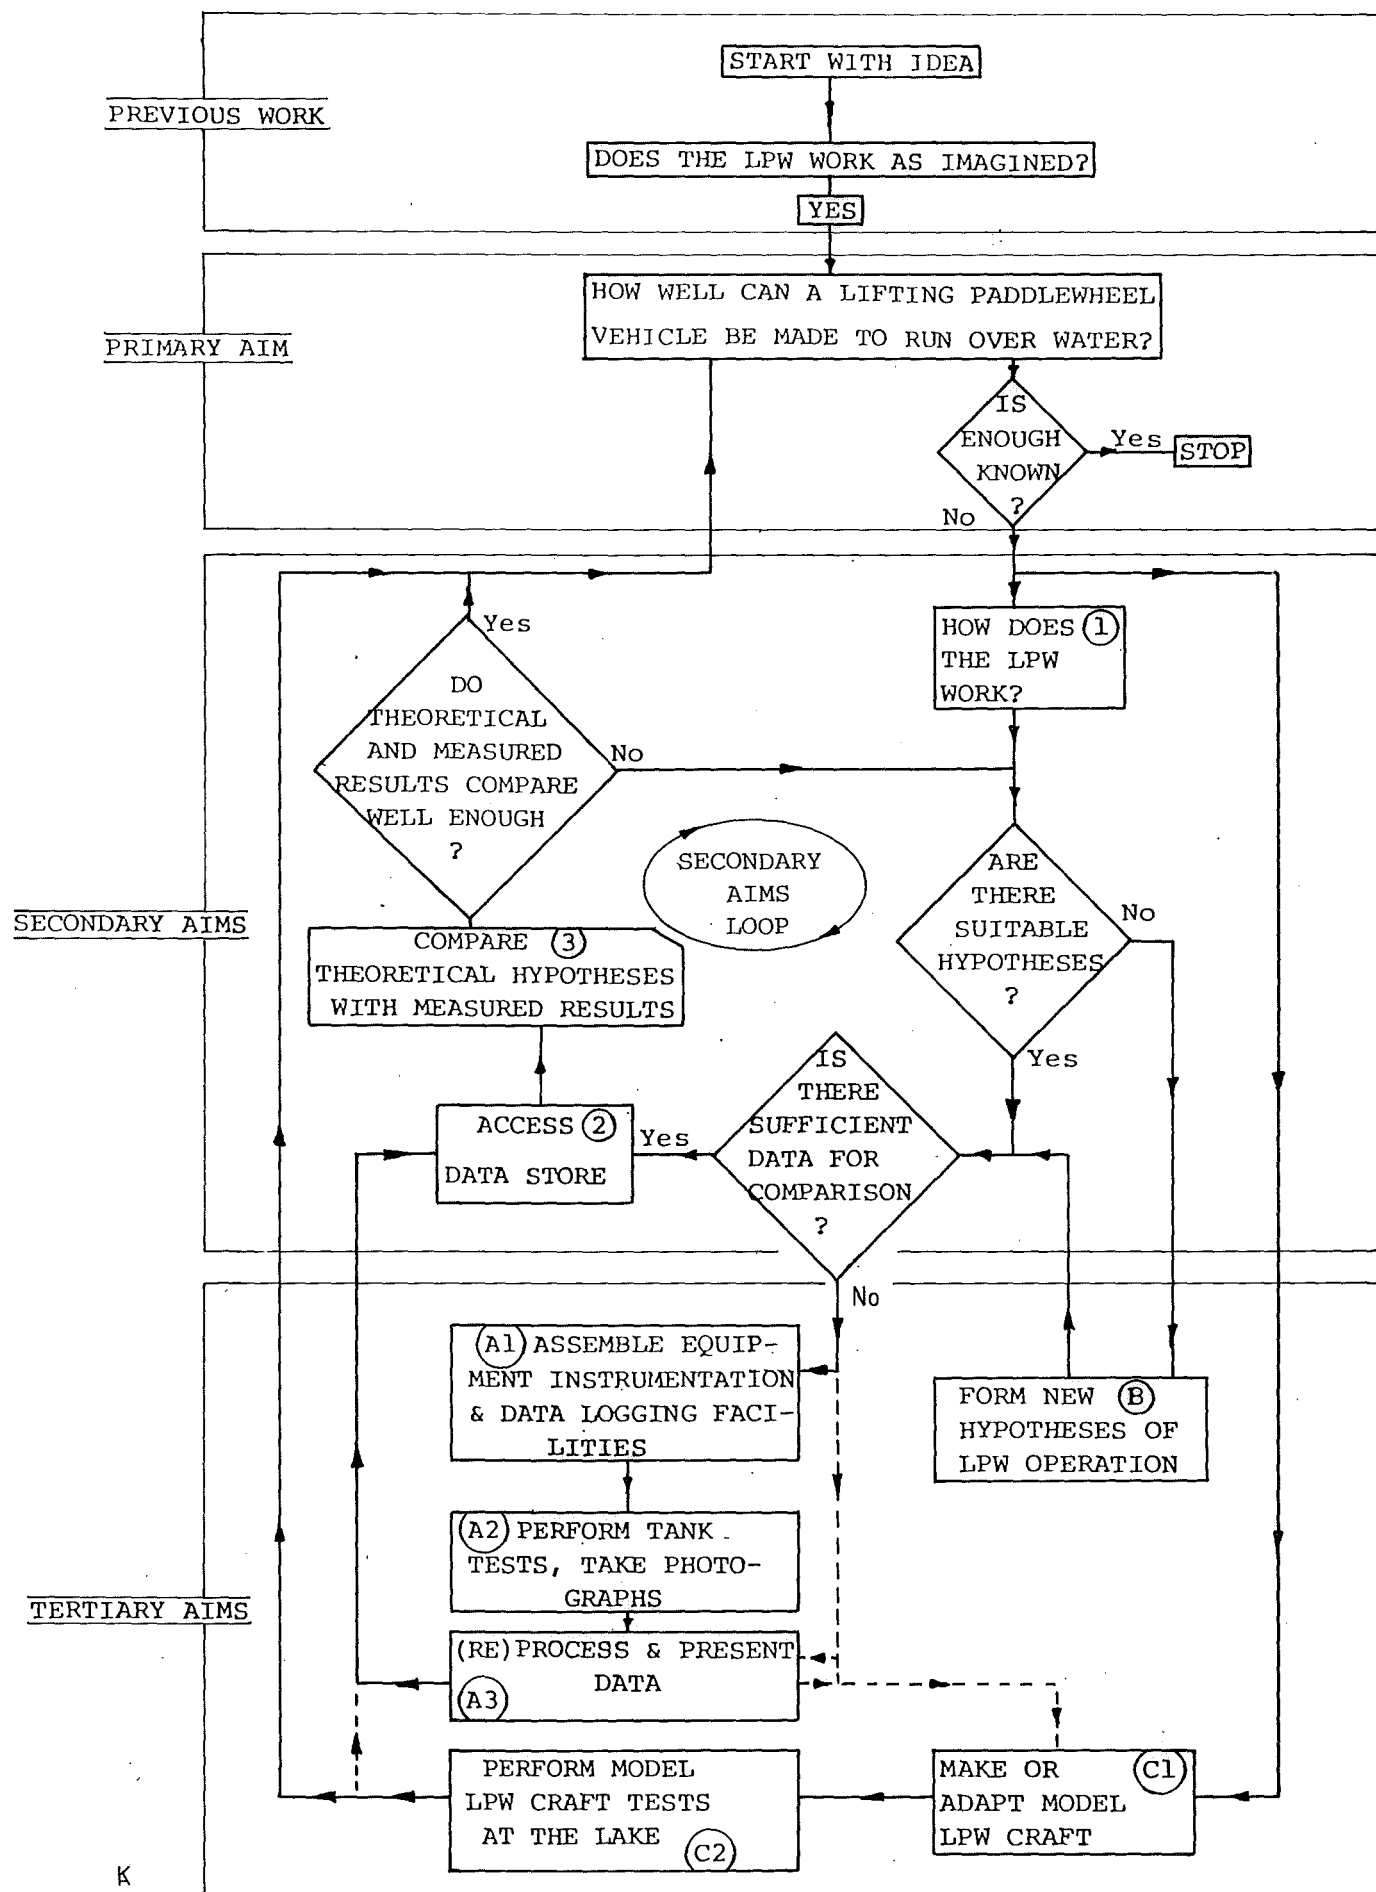 START WITH IDEA
PREVIOUS WORK
DOES THE LPW WORK AS IMAGINED?
YES
HOW WELL CAN A LIFTING PADDLEWHEEL
VEHICLE BE MADE TO RUN OVER WATER?
PRIMARY AIM
IS
ENOUGH
KNOWN
?
Yes
STOP
No
HOW DOES 1
THE LPW
WORK?
Yes
DO
THEORETICAL
AND MEASURED
RESULTS COMPARE
WELL ENOUGH
?
No
SECONDARY
AIMS
LOOP
ARE
THERE
SUITABLE
HYPOTHESES
?
No
Yes
SECONDARY AIMS
COMPARE 3
THEORETICAL HYPOTHESES
WITH MEASURED RESULTS
IS
THERE
SUFFICIENT
DATA FOR
COMPARISON
?
Yes
ACCESS 2
DATA STORE
No
A1 ASSEMBLE EQUIP-
MENT INSTRUMENTATION
& DATA LOGGING FACI-
LITIES
FORM NEW B
HYPOTHESES OF
LPW OPERATION
A2 PERFORM TANK
TESTS, TAKE PHOTO-
GRAPHS
TERTIARY AIMS
(RE)PROCESS & PRESENT
DATA
A3
PERFORM MODEL
LPW CRAFT TESTS
AT THE LAKE
C2
MAKE OR C1
ADAPT MODEL
LPW CRAFT
K